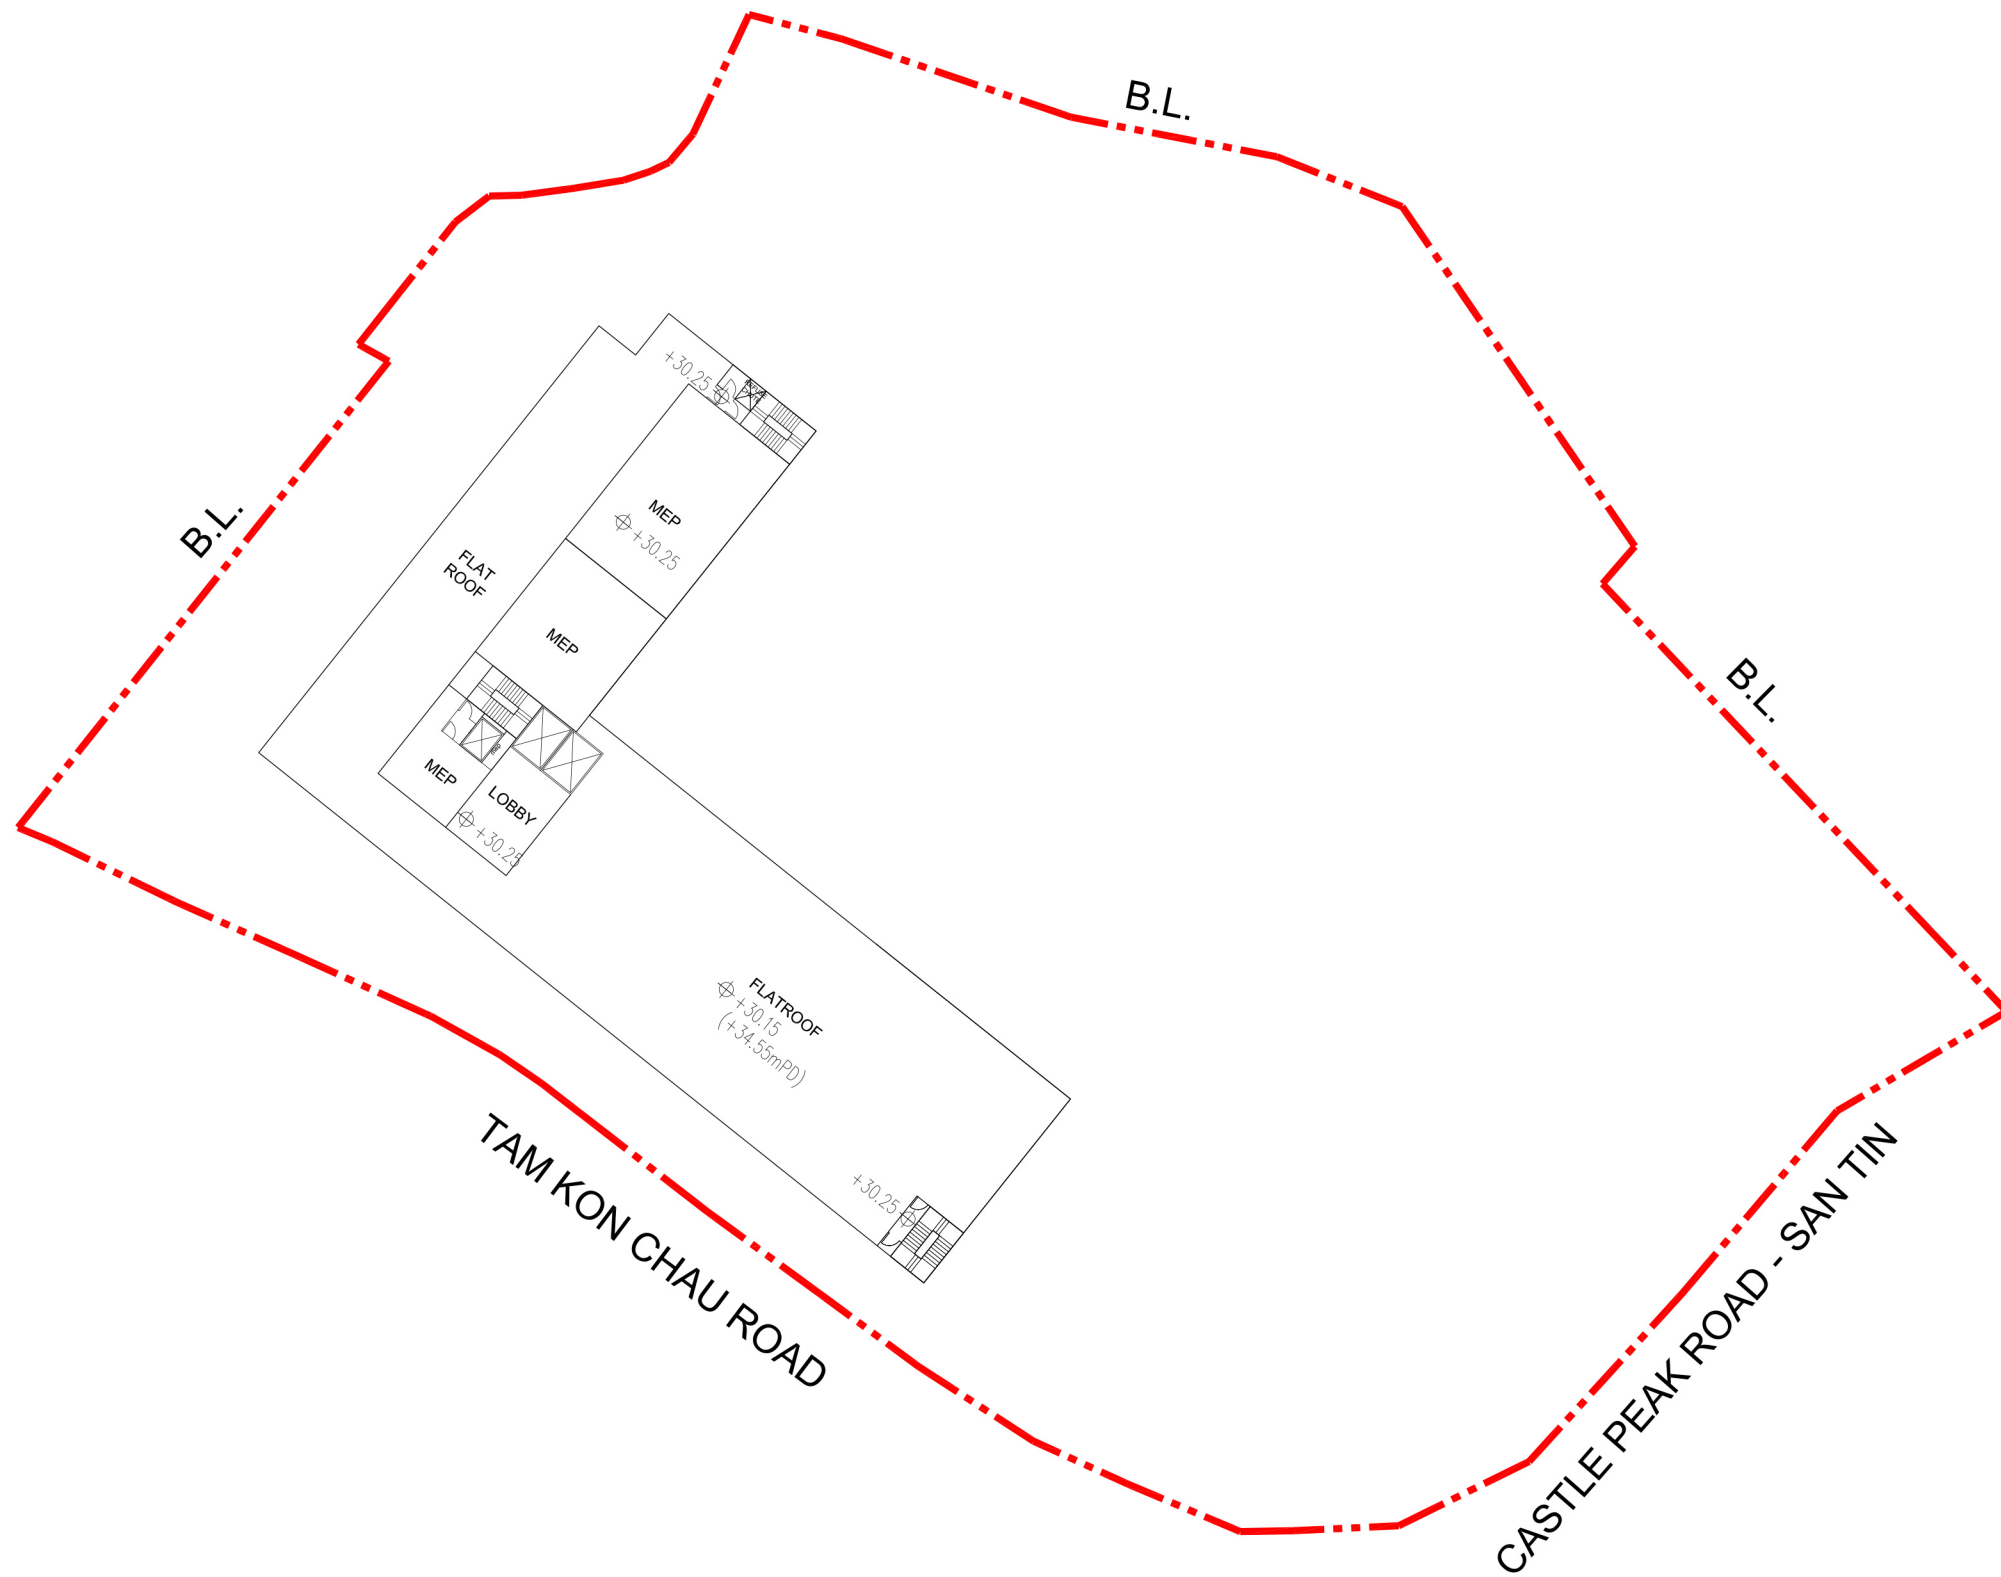 B.L.
+30.25
B.L.
MEP
+30.25
FLAT
ROOF
MEP
B.L.
MEP
LOBBY
+30.25
FLATROOF
+30.15
(+34.55mPD)
+30.25
TAM KON CHAU ROAD
CASTLE PEAK ROAD - SAN TIN